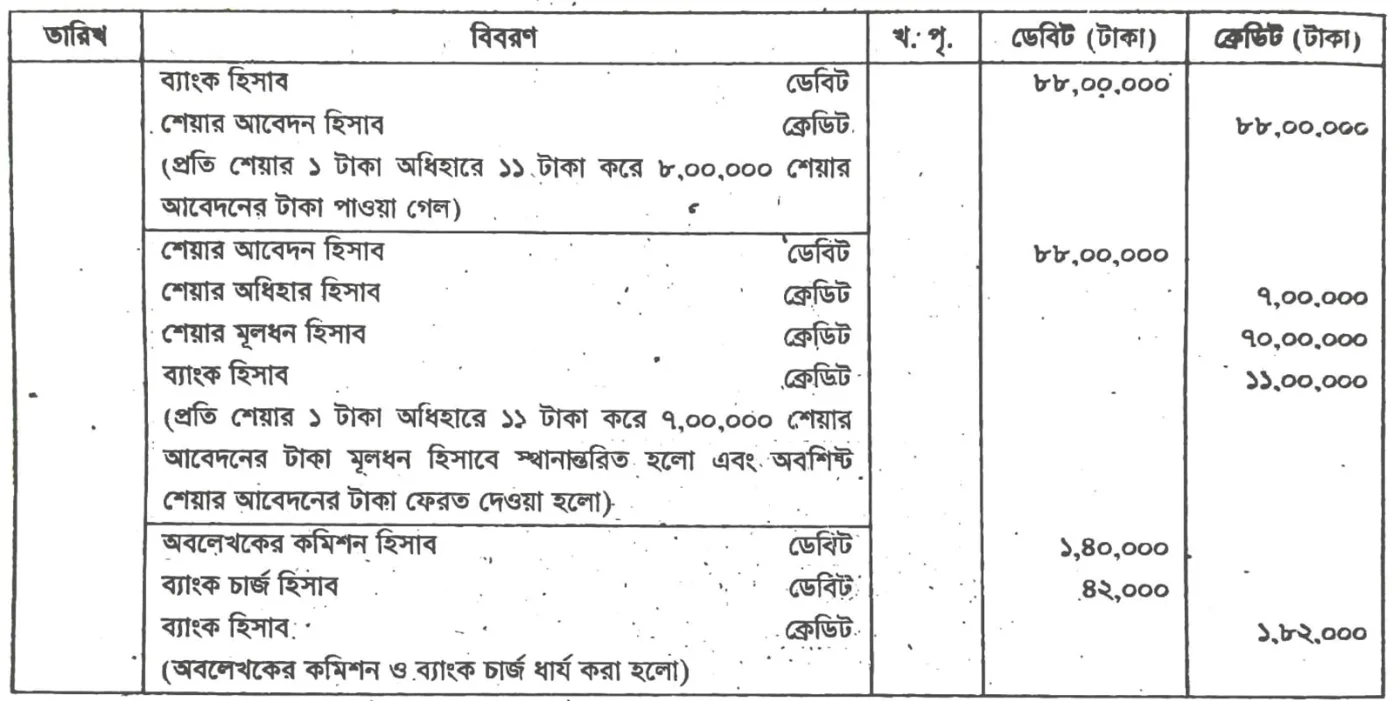 তারিখ বিবরণ খ. পৃ. ডেবিট (টাকা) ক্রেডিট (টাকা)
ব্যাংক হিসাব ডেবিট ৮৮,০০,০০০
শেয়ার আবেদন হিসাব ক্রেডিট ৮৮,০০,০০০
(প্রতি শেয়ার ১ টাকা অধিহারে ১১ টাকা করে ৮,০০,০০০ শেয়ার
আবেদনের টাকা পাওয়া গেল)
শেয়ার আবেদন হিসাব ডেবিট ৮৮,০০,০০০
শেয়ার অধিহার হিসাব ক্রেডিট ৭,০০,০০০
শেয়ার মূলধন হিসাব ক্রেডিট ৭০,০০,০০০
ব্যাংক হিসাব ক্রেডিট ১১,০০,০০০
(প্রতি শেয়ার ১ টাকা অধিহারে ১১ টাকা করে ৭,০০,০০০ শেয়ার
আবেদনের টাকা মূলধন হিসাবে স্থানান্তরিত হলো এবং অবশিষ্ট
শেয়ার আবেদনের টাকা ফেরত দেওয়া হলো)
অবলেখকের কমিশন হিসাব ডেবিট ১,৪০,০০০
ব্যাংক চার্জ হিসাব ডেবিট ৪২,০০০
ব্যাংক হিসাব ক্রেডিট ১,৮২,০০০
(অবলেখকের কমিশন ও ব্যাংক চার্জ ধার্য করা হলো)